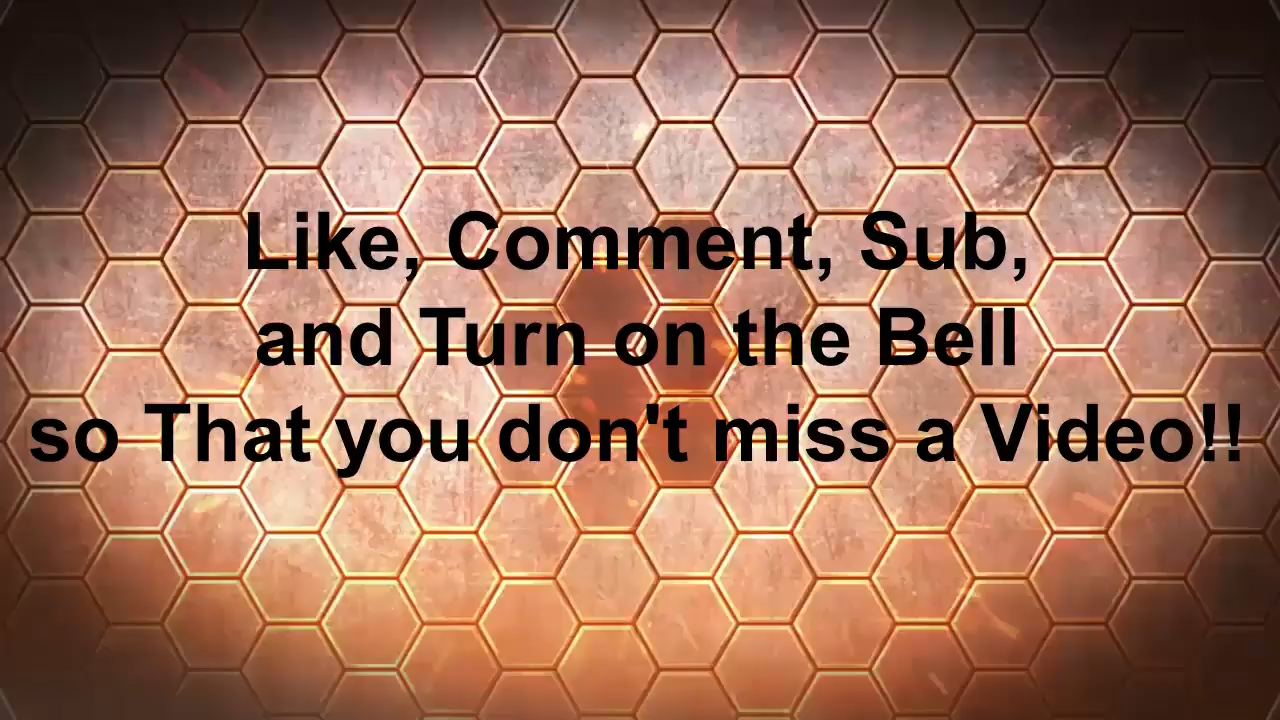 Like, Comment, Sub,
and Turn on the Bell
so That you don't miss a Video!!